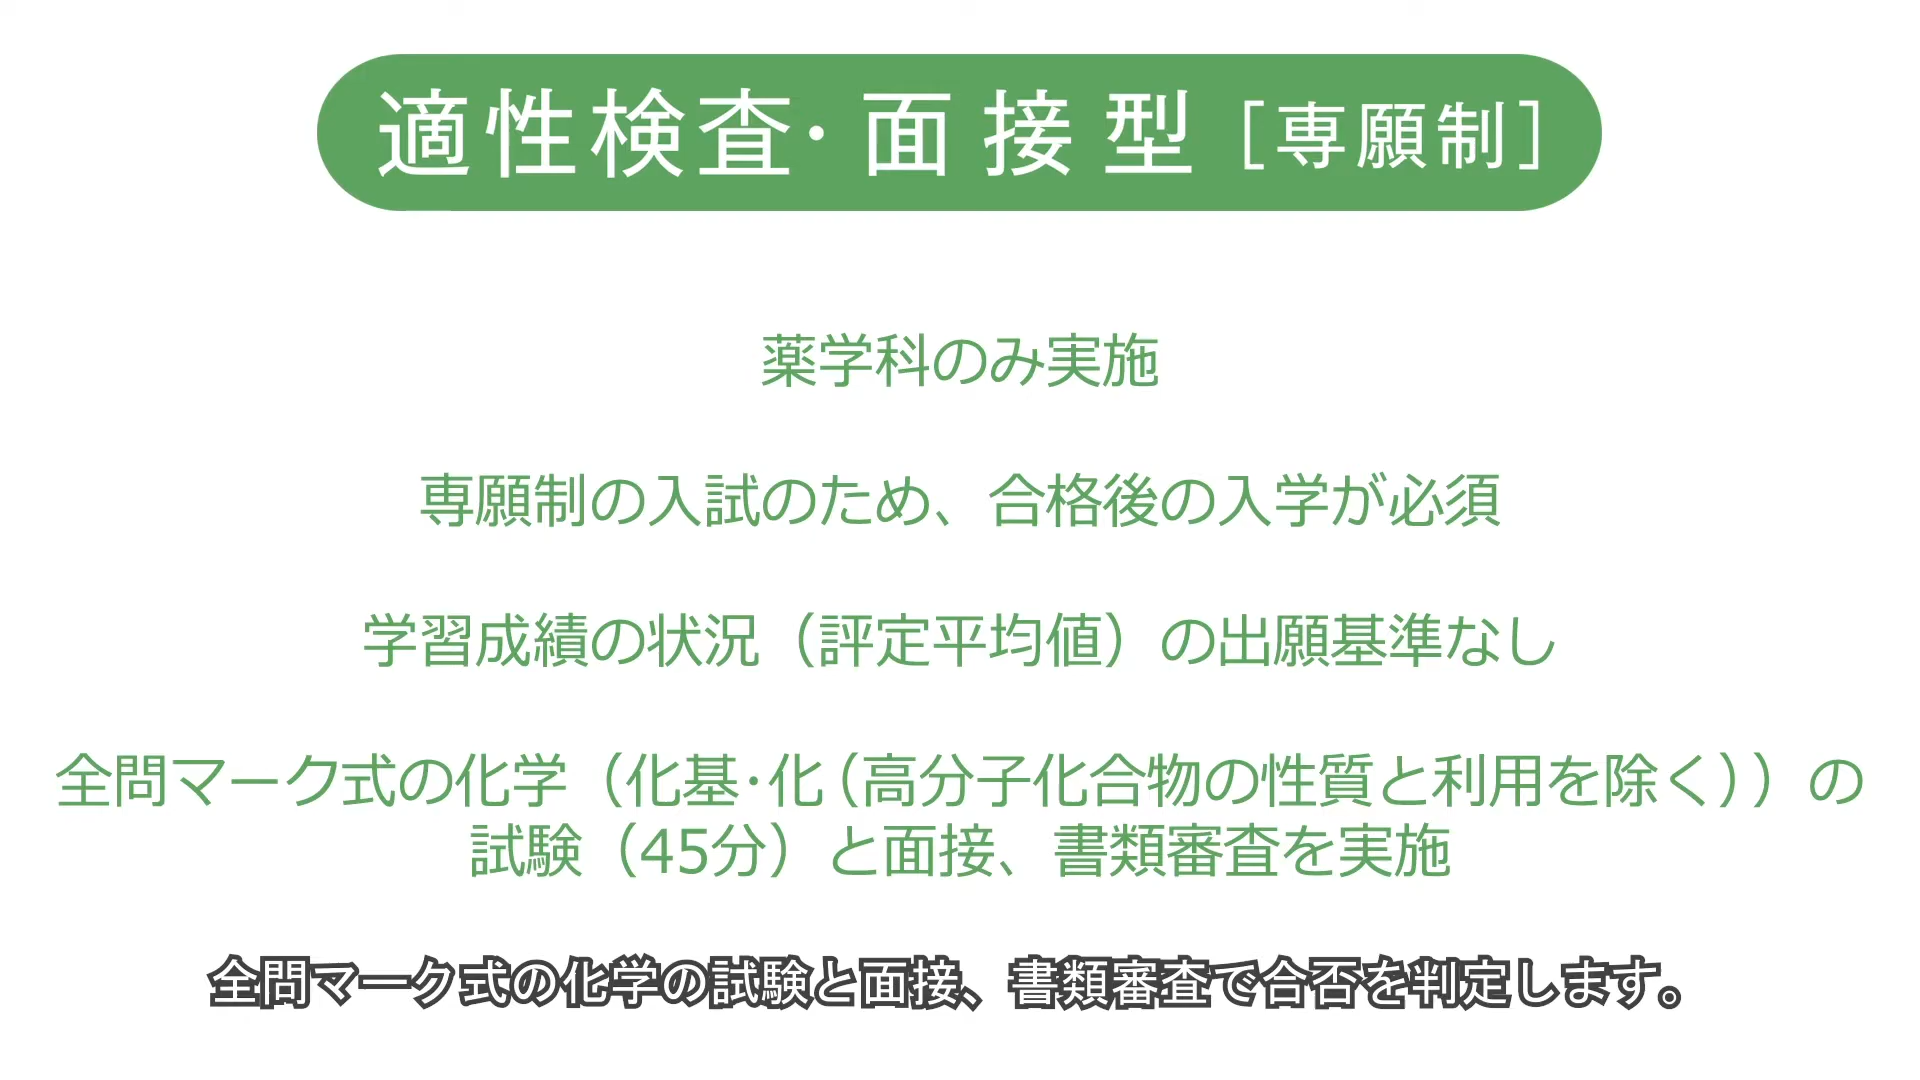 適性検査･面接型［専願制］
薬学科のみ実施
専願制の入試のため、合格後の入学が必須
学習成績の状況（評定平均値）の出願基準なし
全問マーク式の化学（化基･化（高分子化合物の性質と利用を除く））の
試験（45分）と面接、書類審査を実施
全問マーク式の化学の試験と面接、書類審査で合否を判定します。